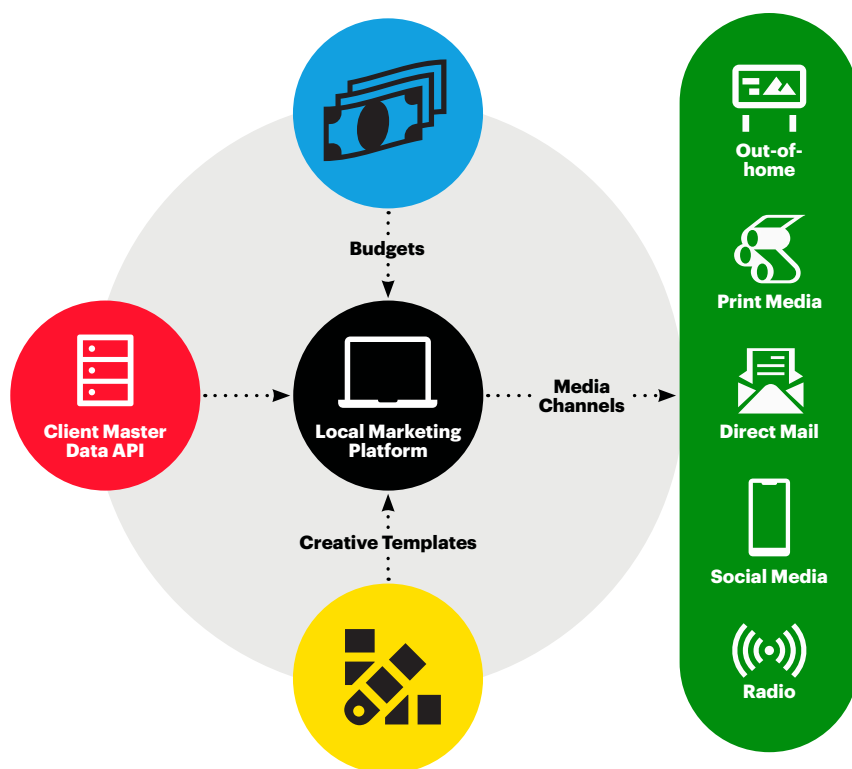 Budgets
Client Master
Data API
Local Marketing
Platform
Media
Channels
Creative Templates
Out-of-
home
Print Media
Direct Mail
Social Media
Radio